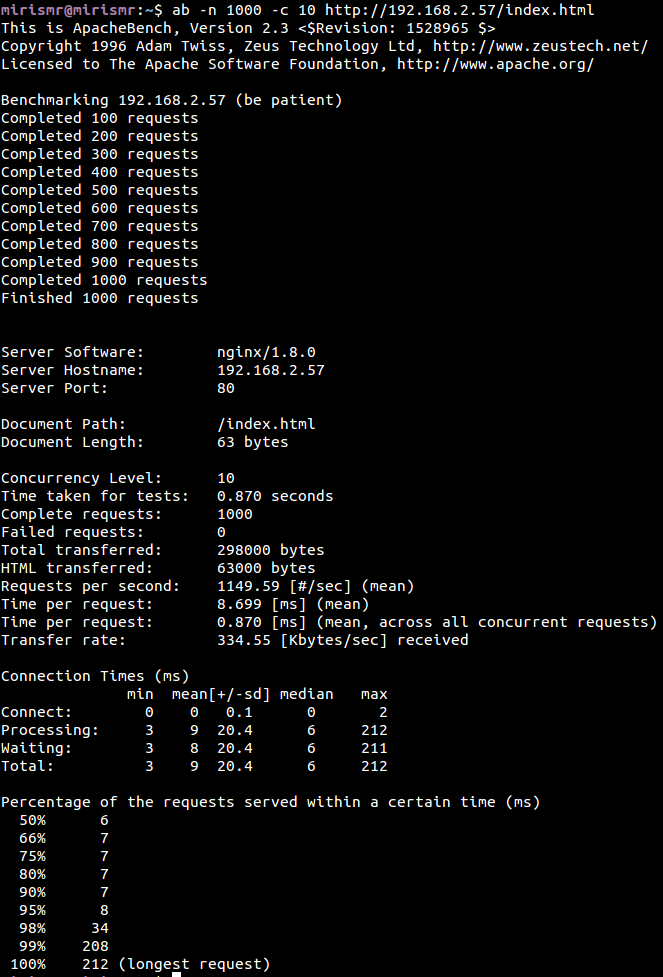 mirismr@mirismr:~$ ab -n 1000 -c 10 http://192.168.2.57/index.html
This is ApacheBench, Version 2.3 <$Revision: 1528965 $>
Copyright 1996 Adam Twiss, Zeus Technology Ltd, http://www.zeustech.net/
Licensed to The Apache Software Foundation, http://www.apache.org/

Benchmarking 192.168.2.57 (be patient)
Completed 100 requests
Completed 200 requests
Completed 300 requests
Completed 400 requests
Completed 500 requests
Completed 600 requests
Completed 700 requests
Completed 800 requests
Completed 900 requests
Completed 1000 requests
Finished 1000 requests


Server Software:        nginx/1.8.0
Server Hostname:        192.168.2.57
Server Port:            80

Document Path:          /index.html
Document Length:        63 bytes

Concurrency Level:      10
Time taken for tests:   0.870 seconds
Complete requests:      1000
Failed requests:        0
Total transferred:      298000 bytes
HTML transferred:       63000 bytes
Requests per second:    1149.59 [#/sec] (mean)
Time per request:       8.699 [ms] (mean)
Time per request:       0.870 [ms] (mean, across all concurrent requests)
Transfer rate:          334.55 [Kbytes/sec] received

Connection Times (ms)
              min  mean[+/-sd] median   max
Connect:        0    0   0.1      0       2
Processing:     3    9  20.4      6     212
Waiting:        3    8  20.4      6     211
Total:          3    9  20.4      6     212

Percentage of the requests served within a certain time (ms)
  50%      6
  66%      7
  75%      7
  80%      7
  90%      7
  95%      8
  98%     34
  99%    208
 100%    212 (longest request)